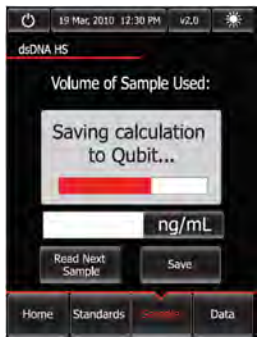 19 Mar, 2010 12:30 PM v2.0
dsDNA HS
Volume of Sample Used:
Saving calculation
to Qubit...
ng/mL
Read Next
Sample
Save
Home Standards Sample Data